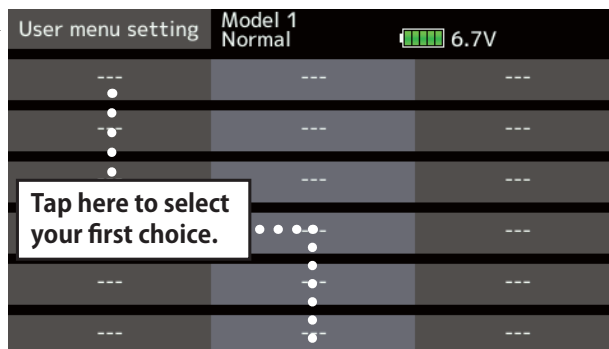 User menu setting
Model 1
Normal
6.7V
--- --- ---
--- --- ---
--- --- ---
Tap here to select
your first choice.
--- ---
--- --- ---
--- --- ---